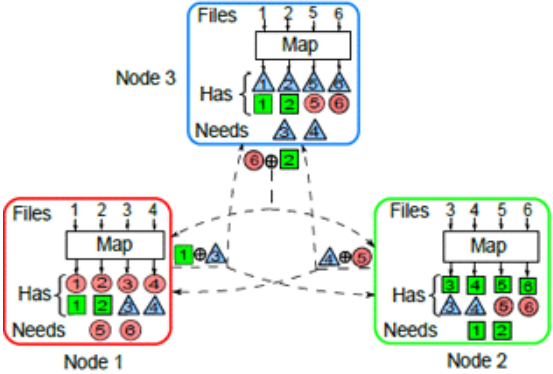 Files 1 2 5 6
Map
Node 3
Has
1 2 5 6
1 2 5 6
Needs 3 4
6 ⊕ 2
Files 1 2 3 4
Map
Has
1 2 3 4
1 2 3 4
Needs 5 6
Node 1
1 ⊕ 3
4 ⊕ 5
Files 3 4 5 6
Map
Has
3 4 5 6
3 4 5 6
Needs 1 2
Node 2